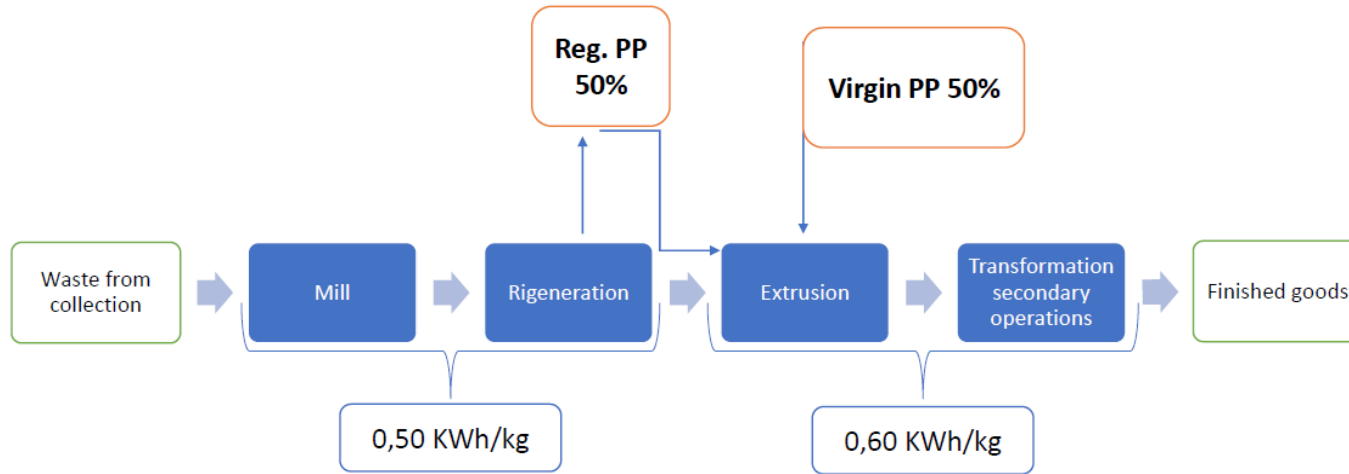 Reg. PP
50%
Virgin PP 50%
Waste from
collection
Mill
Rigeneration
Extrusion
Transformation
secondary
operations
Finished goods
0,50 KWh/kg
0,60 KWh/kg